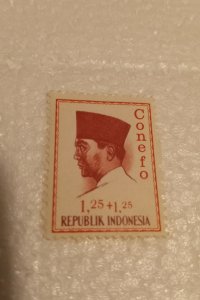 Conefo
1,25+1,25
REPUBLIK INDONESIA